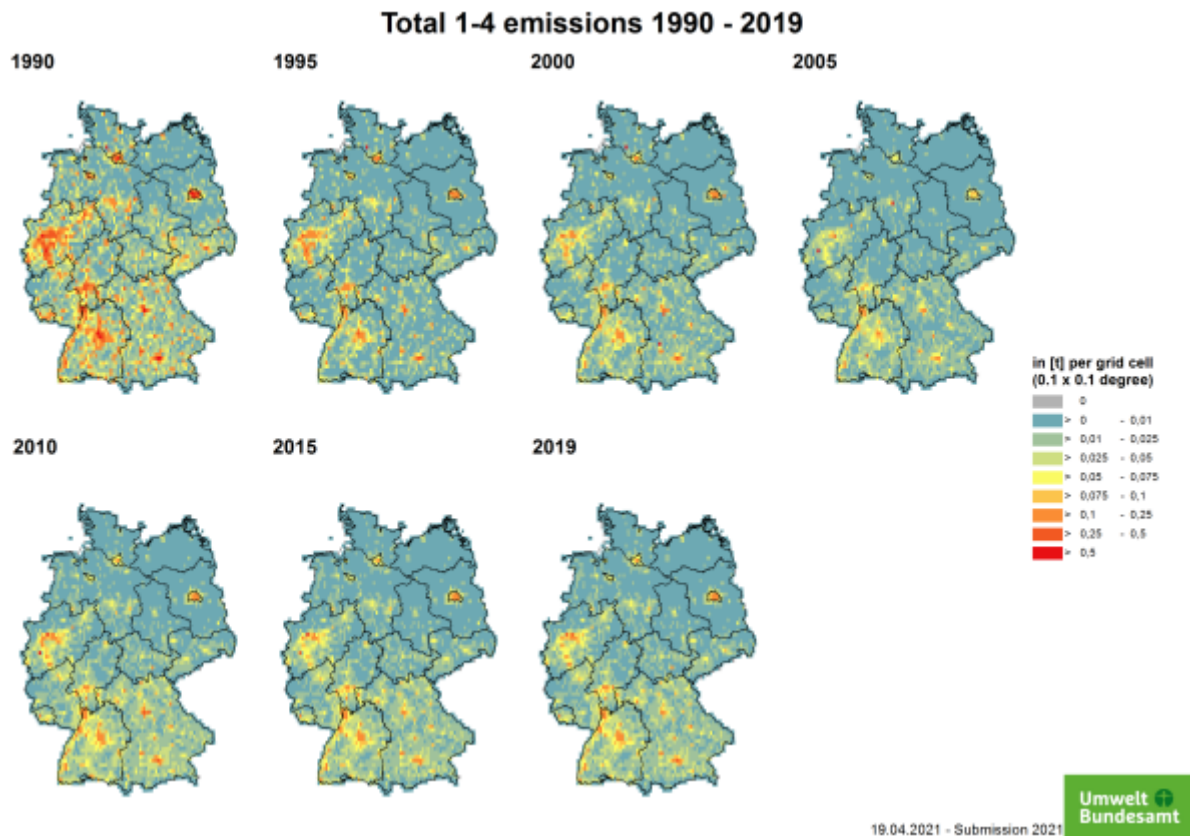 Total 1-4 emissions 1990 - 2019
1990
1995
2000
2005
in [t] per grid cell
(0.1 x 0.1 degree)
0
> 0 - 0,01
> 0,01 - 0,025
> 0,025 - 0,05
> 0,05 - 0,075
> 0,075 - 0,1
> 0,1 - 0,25
> 0,25 - 0,5
> 0,5
2010
2015
2019
Umwelt
Bundesamt
19.04.2021 - Submission 2021